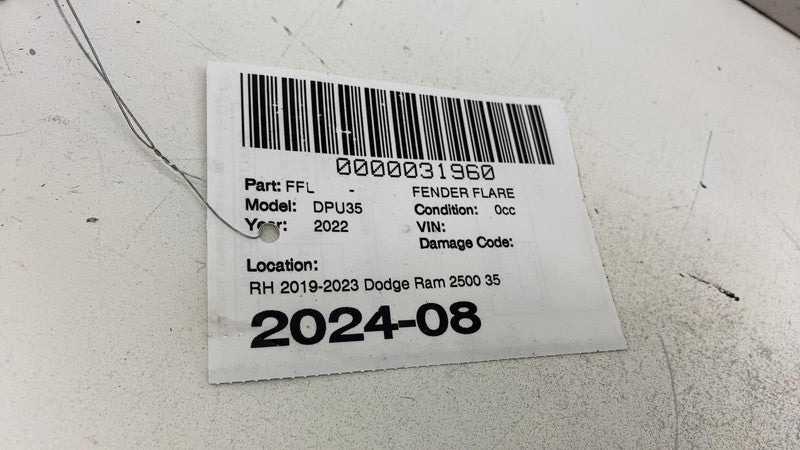 0000031960
Part: FFL - FENDER FLARE
Model: DPU35 Condition: 0cc
Year: 2022 VIN:
Damage Code:
Location:
RH 2019-2023 Dodge Ram 2500 35
2024-08